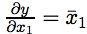 ∂y/∂x₁ = x̄₁